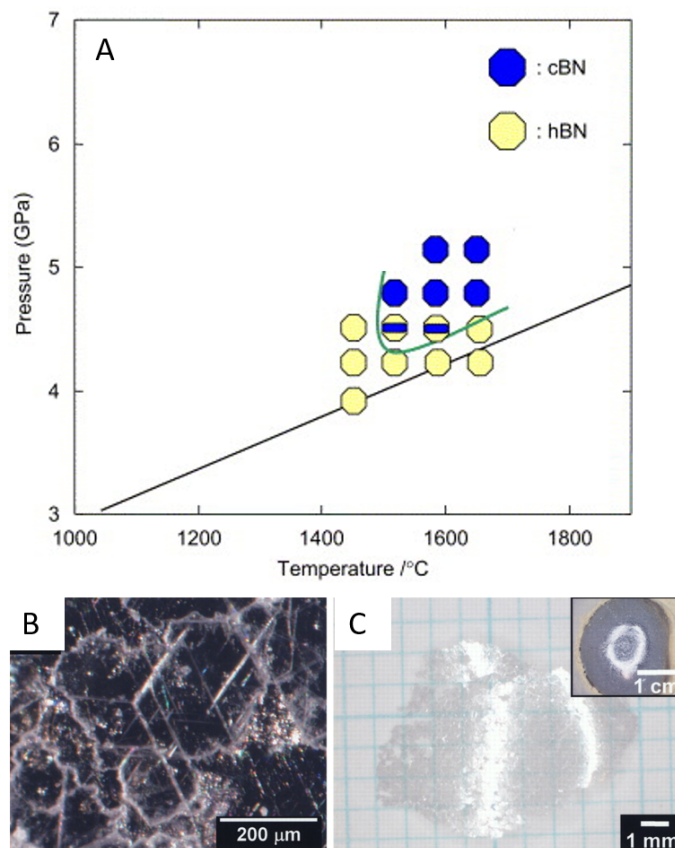 A
: cBN
: hBN
7
6
5
4
3
Pressure (GPa)
1000
1200
1400
1600
1800
Temperature /°C
B
200 µm
C
1 cm
1 mm